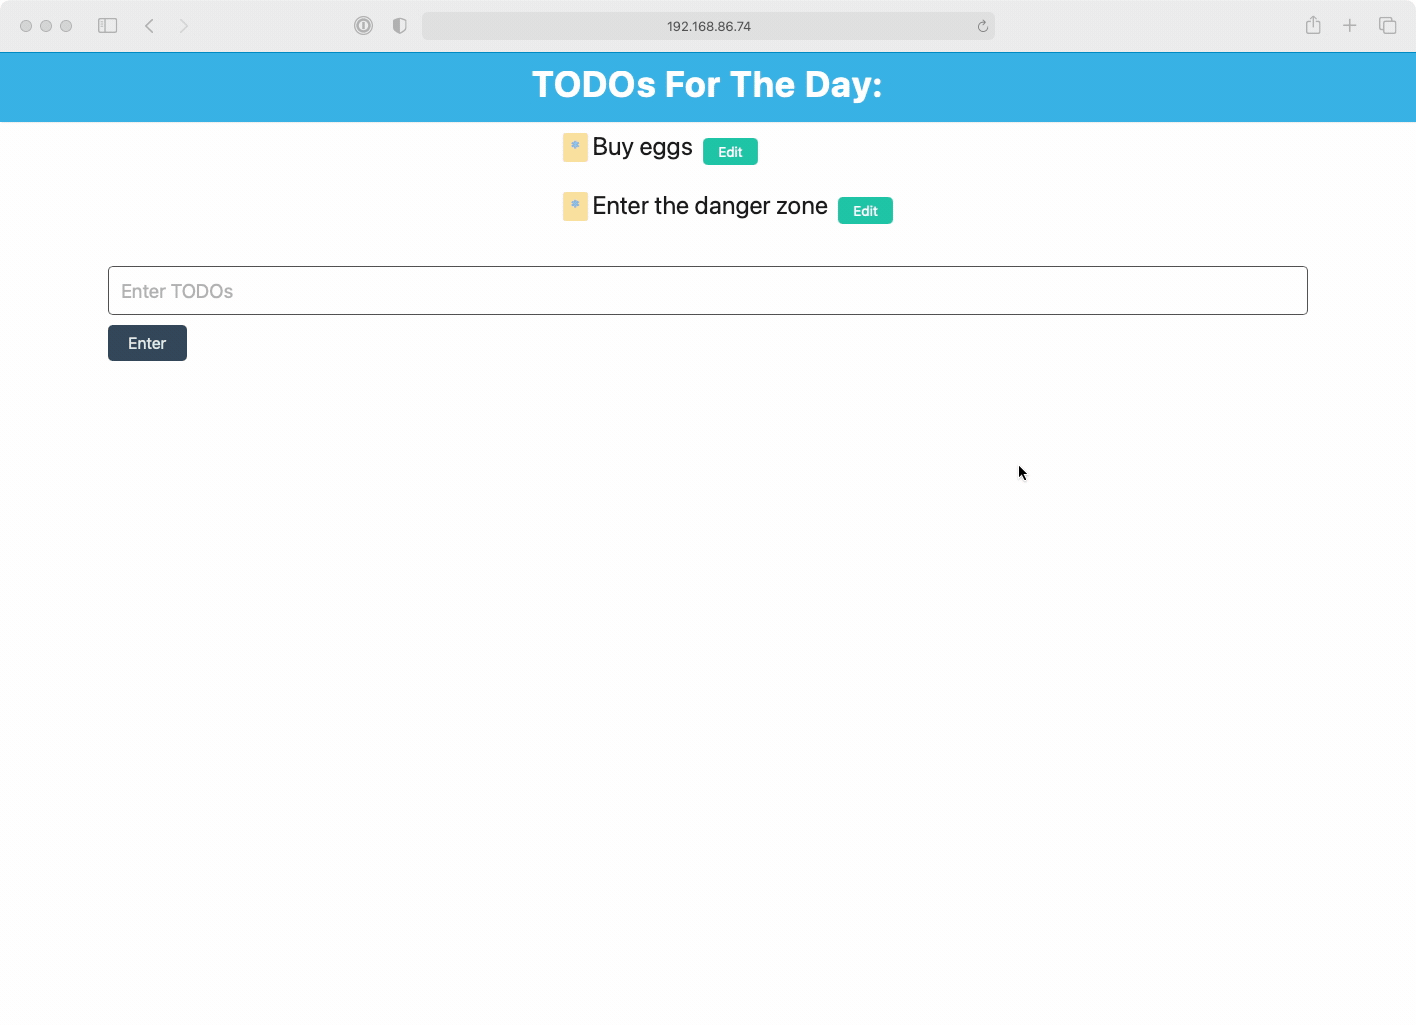 192.168.86.74
TODOs For The Day:
Buy eggs Edit
Enter the danger zone Edit
Enter TODOs
Enter